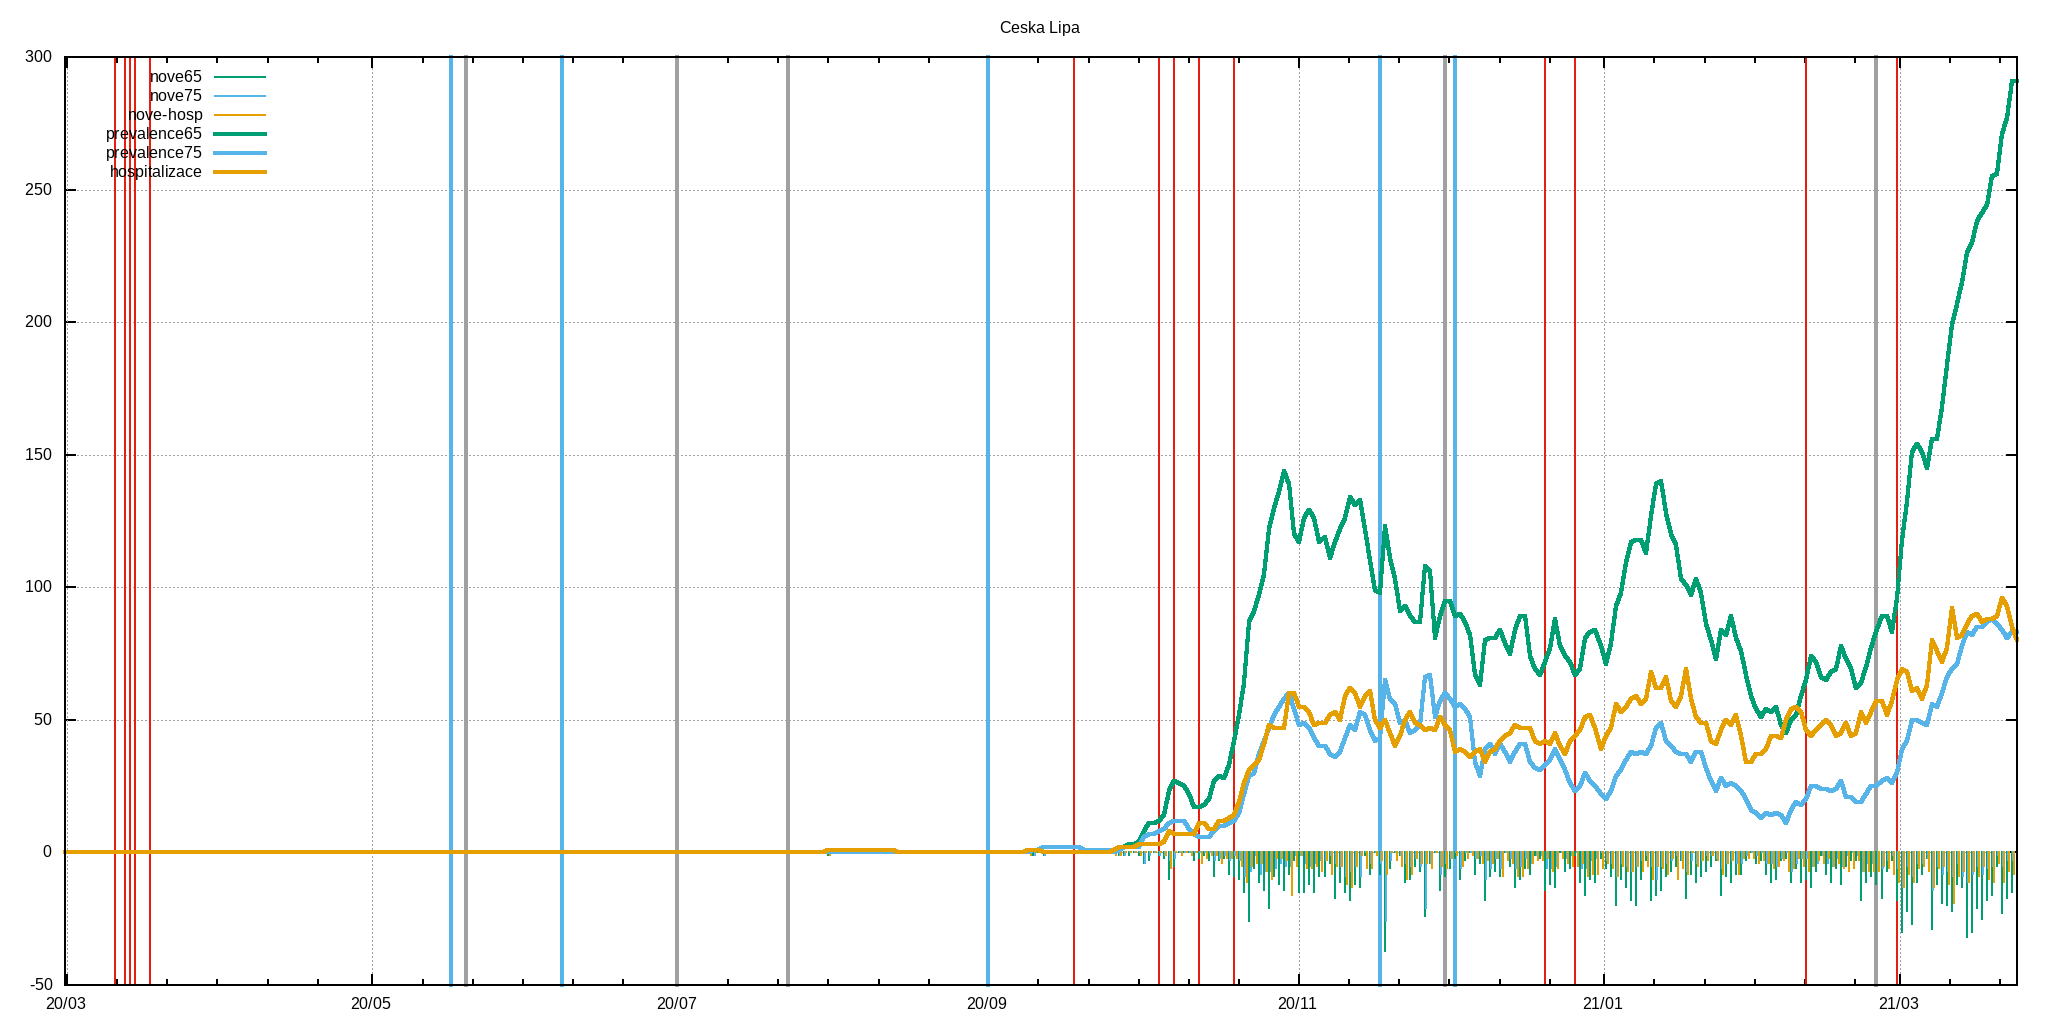 Ceska Lipa
300
nove65
nove75
nove-hosp
prevalence65
prevalence75
hospitalizace
250
200
150
100
50
0
-50
20/03 20/05 20/07 20/09 20/11 21/01 21/03